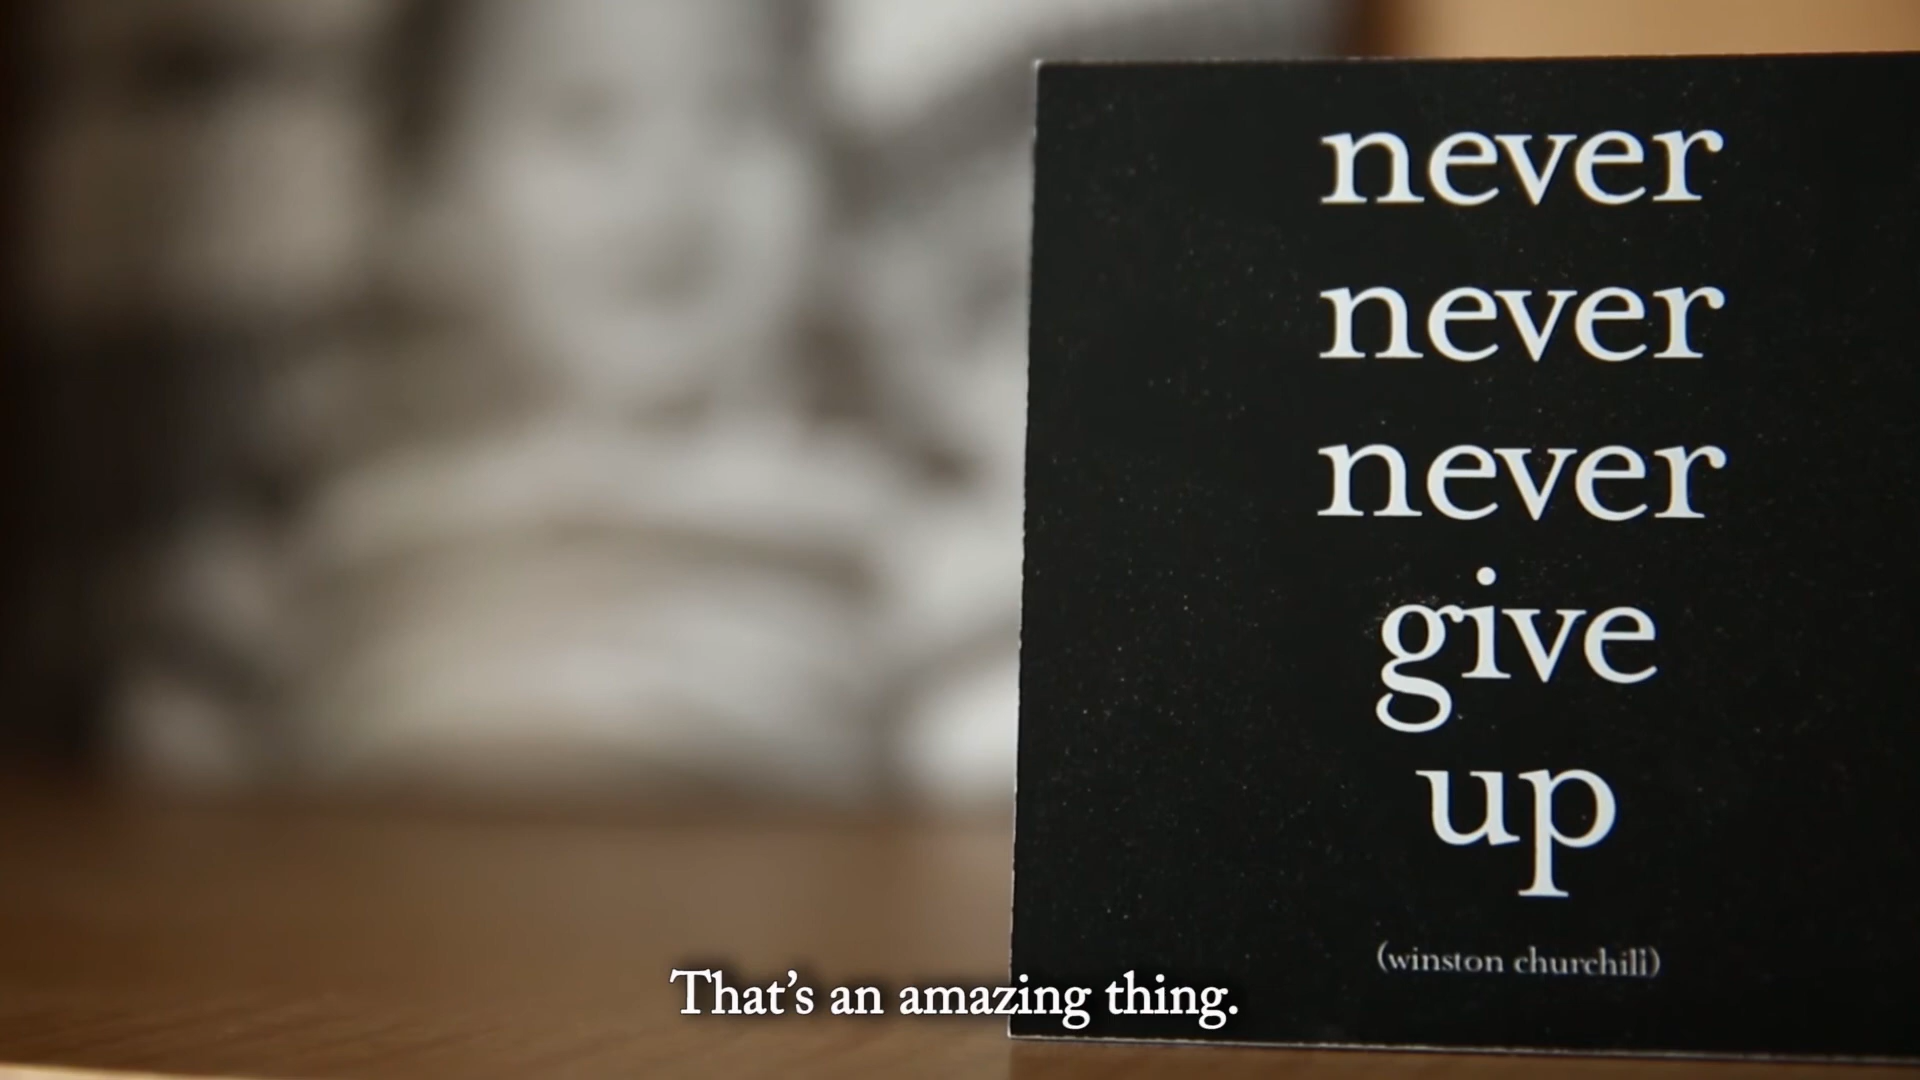 never
never
never
give
up
(winston churchill)
That's an amazing thing.